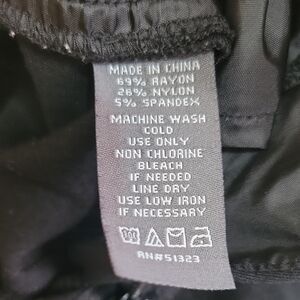 MADE IN CHINA
69% RAYON
26% NYLON
5% SPANDEX
MACHINE WASH
COLD
USE ONLY
NON CHLORINE
BLEACH
IF NEEDED
LINE DRY
USE LOW IRON
IF NECESSARY
RN#51323